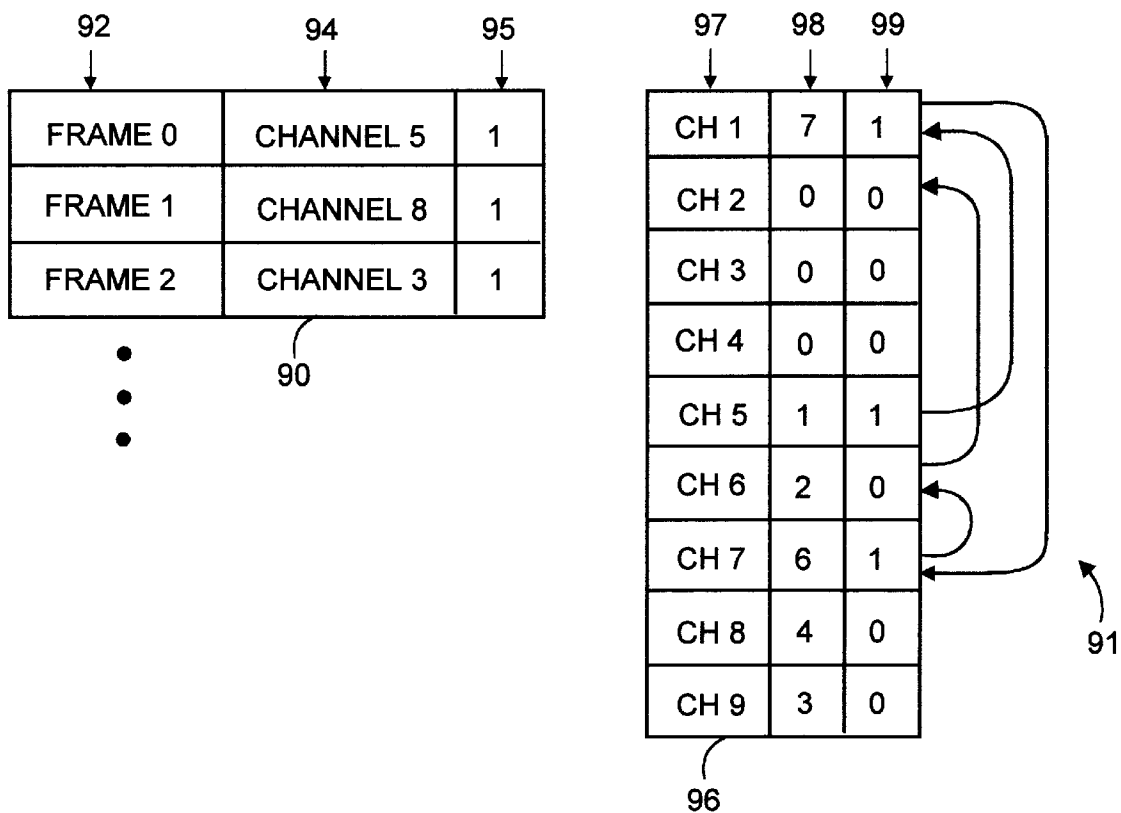 92 94 95
FRAME 0 CHANNEL 5 1
FRAME 1 CHANNEL 8 1
FRAME 2 CHANNEL 3 1
90
97 98 99
CH 1 7 1
CH 2 0 0
CH 3 0 0
CH 4 0 0
CH 5 1 1
CH 6 2 0
CH 7 6 1
CH 8 4 0
CH 9 3 0
91
96